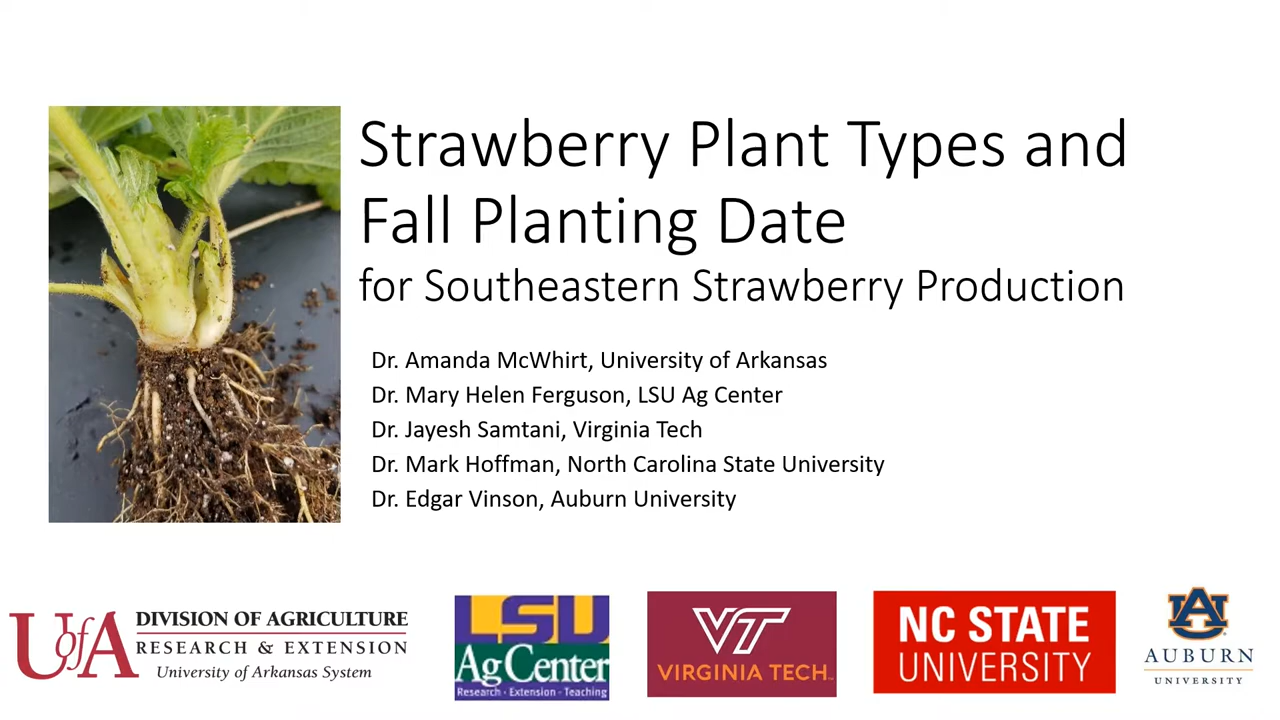 Strawberry Plant Types and
Fall Planting Date
for Southeastern Strawberry Production
Dr. Amanda McWhirt, University of Arkansas
Dr. Mary Helen Ferguson, LSU Ag Center
Dr. Jayesh Samtani, Virginia Tech
Dr. Mark Hoffman, North Carolina State University
Dr. Edgar Vinson, Auburn University
UofA
DIVISION OF AGRICULTURE
RESEARCH & EXTENSION
University of Arkansas System
LSU
AgCenter
Research · Extension · Teaching
VT
VIRGINIA TECH
NC STATE
UNIVERSITY
AU
AUBURN
UNIVERSITY